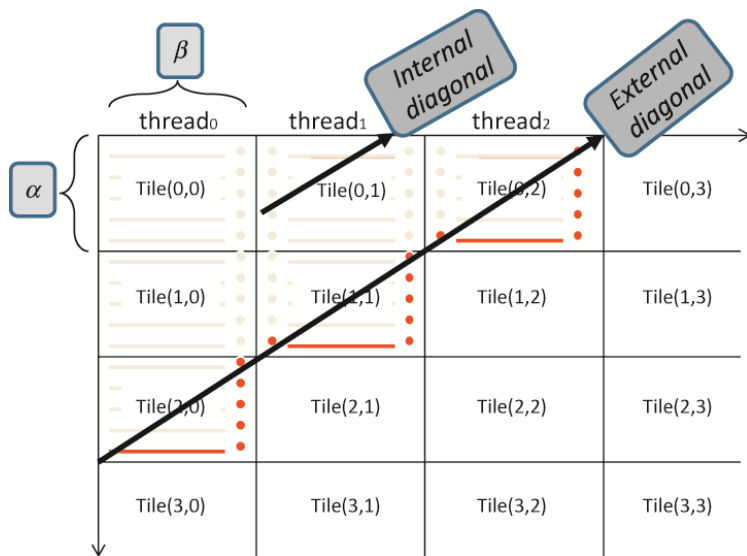 β
Internal
diagonal
External
diagonal
thread₀ thread₁ thread₂
α
Tile(0,0) Tile(0,1) Tile(0,2) Tile(0,3)
Tile(1,0) Tile(1,1) Tile(1,2) Tile(1,3)
Tile(2,0) Tile(2,1) Tile(2,2) Tile(2,3)
Tile(3,0) Tile(3,1) Tile(3,2) Tile(3,3)